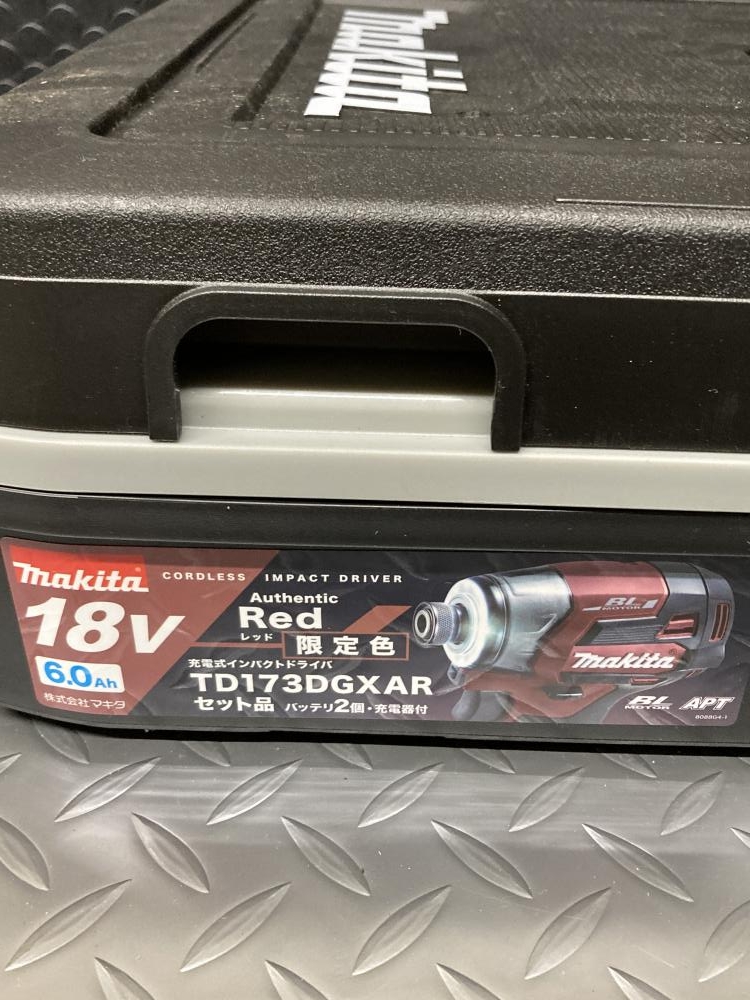 makita
makita CORDLESS IMPACT DRIVER
18V
6.0Ah
株式会社マキタ
Authentic
Red
レッド 限定色
充電式インパクトドライバ
TD173DGXAR
セット品 バッテリ2個・充電器付
BL
MOTOR
makita
BL
MOTOR
APT
808864-1